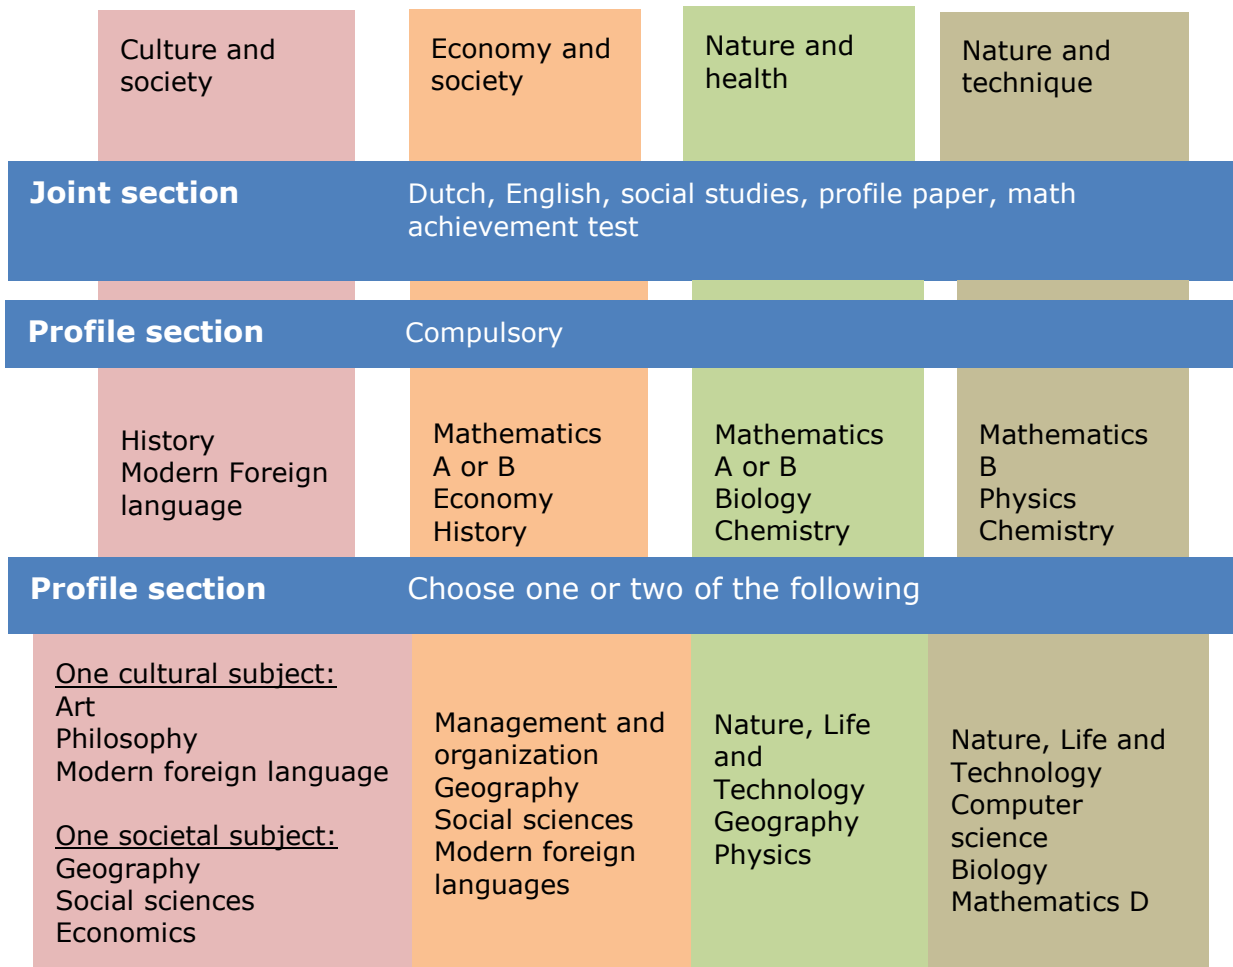 Culture and
society
Economy and
society
Nature and
health
Nature and
technique
Joint section
Dutch, English, social studies, profile paper, math
achievement test
Profile section
Compulsory
History
Modern Foreign
language
Mathematics
A or B
Economy
History
Mathematics
A or B
Biology
Chemistry
Mathematics
B
Physics
Chemistry
Profile section
Choose one or two of the following
One cultural subject:
Art
Philosophy
Modern foreign language
One societal subject:
Geography
Social sciences
Economics
Management and
organization
Geography
Social sciences
Modern foreign
languages
Nature, Life
and
Technology
Geography
Physics
Nature, Life and
Technology
Computer
science
Biology
Mathematics D